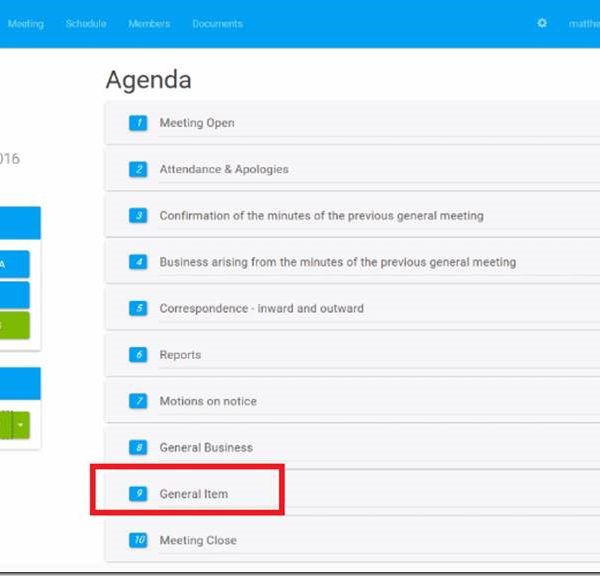 Meeting Schedule Members Documents matthe
Agenda
1 Meeting Open
016
2 Attendance & Apologies
3 Confirmation of the minutes of the previous general meeting
4 Business arising from the minutes of the previous general meeting
A
5 Correspondence - Inward and outward
6 Reports
7 Motions on notice
8 General Business
9 General Item
10 Meeting Close